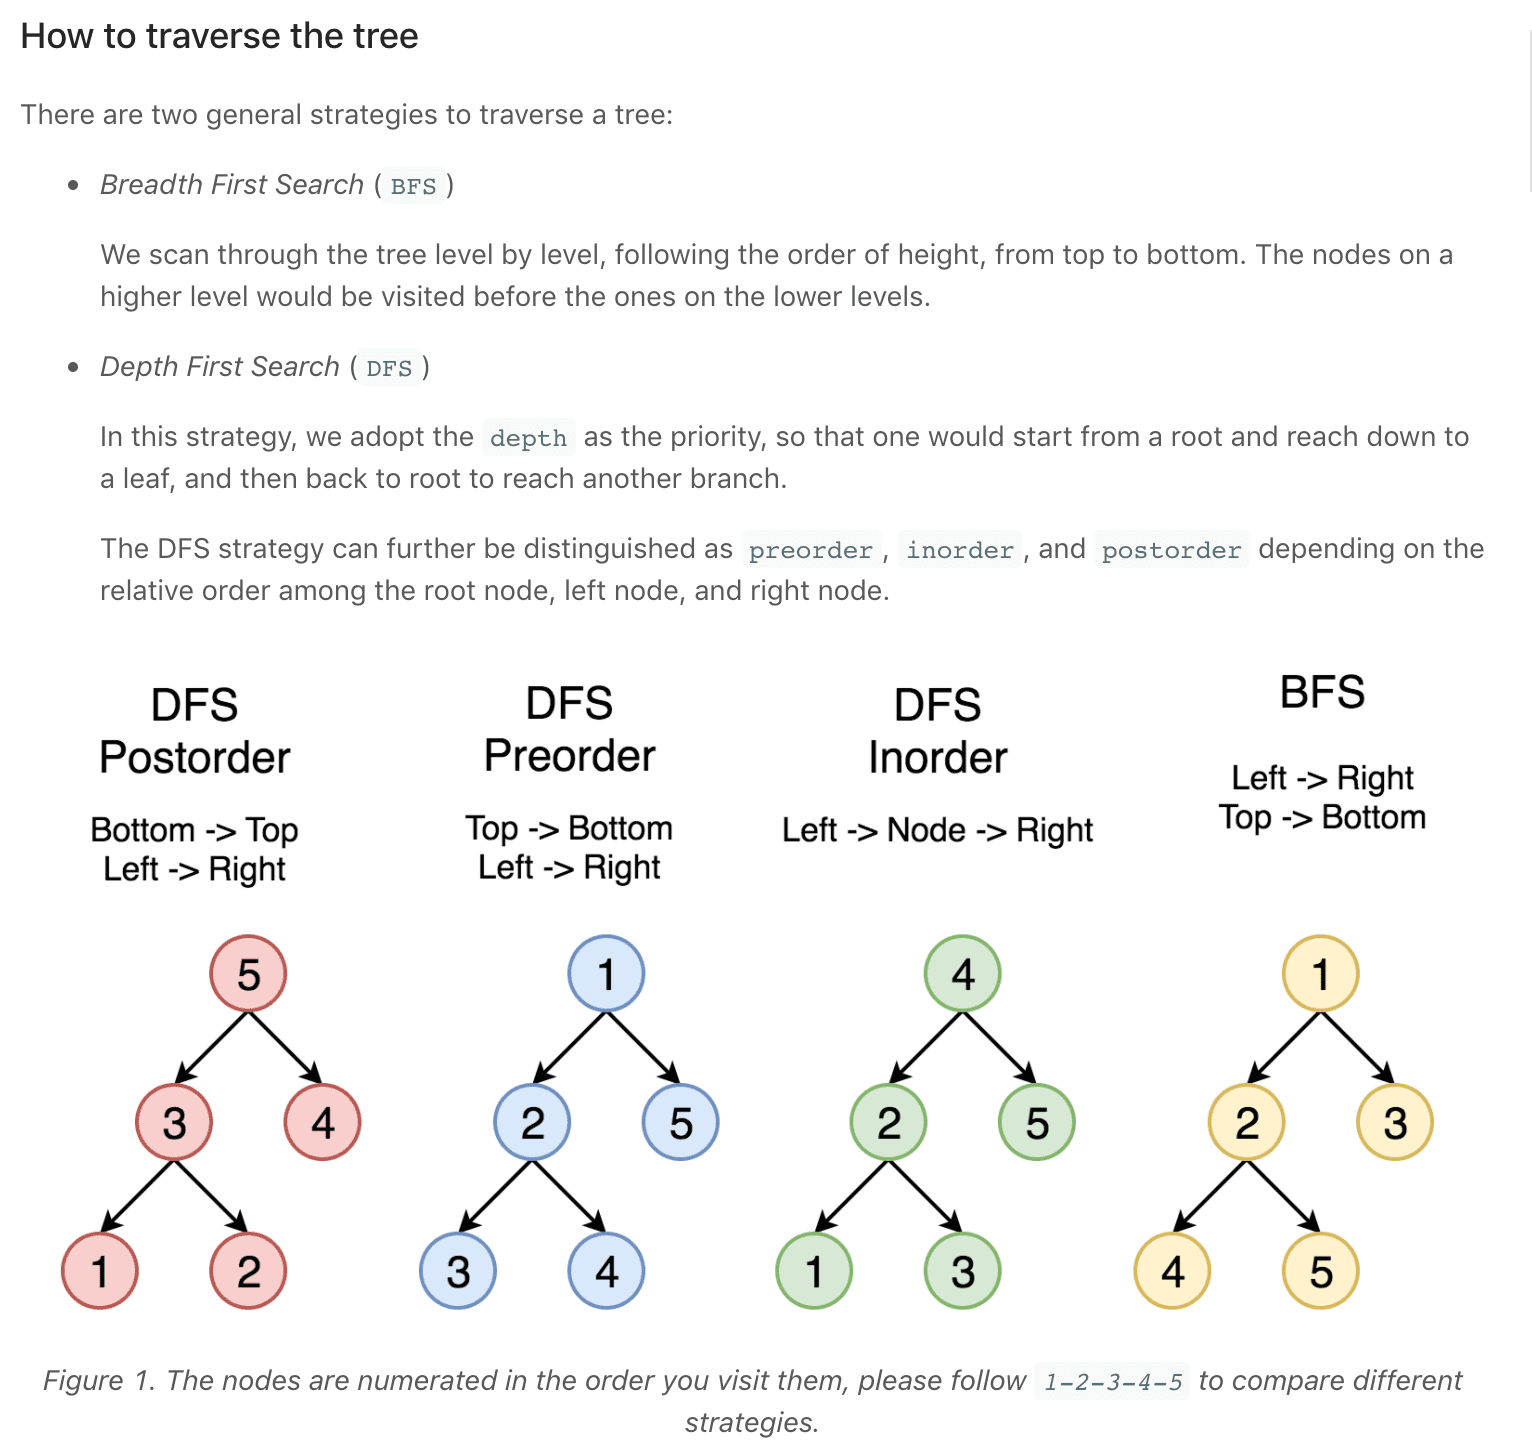 How to traverse the tree
There are two general strategies to traverse a tree:
Breadth First Search ( BFS )
We scan through the tree level by level, following the order of height, from top to bottom. The nodes on a
higher level would be visited before the ones on the lower levels.
Depth First Search ( DFS )
In this strategy, we adopt the depth as the priority, so that one would start from a root and reach down to
a leaf, and then back to root to reach another branch.
The DFS strategy can further be distinguished as preorder , inorder , and postorder depending on the
relative order among the root node, left node, and right node.
DFS
Postorder
Bottom -> Top
Left -> Right
5
3 4
1 2
DFS
Preorder
Top -> Bottom
Left -> Right
1
2 5
3 4
DFS
Inorder
Left -> Node -> Right
4
2 5
1 3
BFS
Left -> Right
Top -> Bottom
1
2 3
4 5
Figure 1. The nodes are numerated in the order you visit them, please follow 1-2-3-4-5 to compare different
strategies.